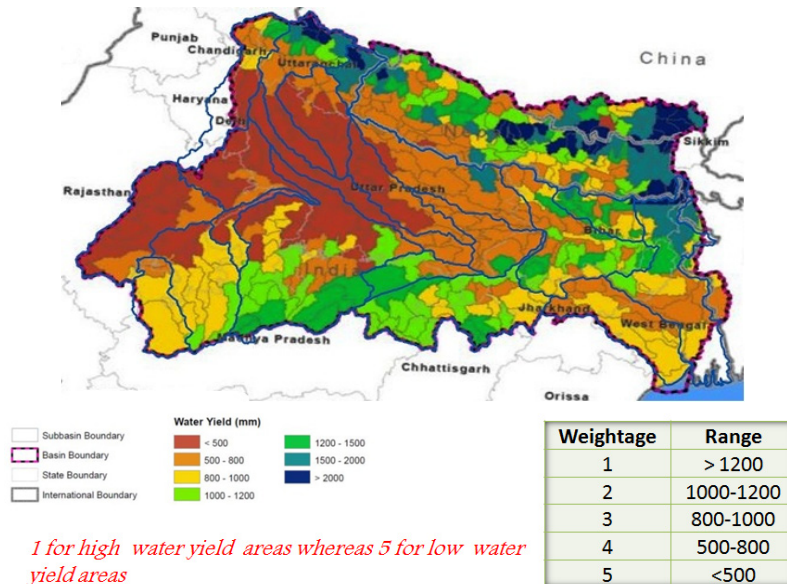 Punjab
Chandigarh
Uttaranchal
China
Haryana
Delhi
Nepal
Sikkim
Rajasthan
Uttar Pradesh
Bihar
India
Jharkhand
West Bengal
Madhya Pradesh
Chhattisgarh
Orissa
Subbasin Boundary
Basin Boundary
State Boundary
International Boundary
Water Yield (mm)
< 500
500 - 800
800 - 1000
1000 - 1200
1200 - 1500
1500 - 2000
> 2000
Weightage Range
1 > 1200
2 1000-1200
3 800-1000
4 500-800
5 <500
1 for high water yield areas whereas 5 for low water
yield areas